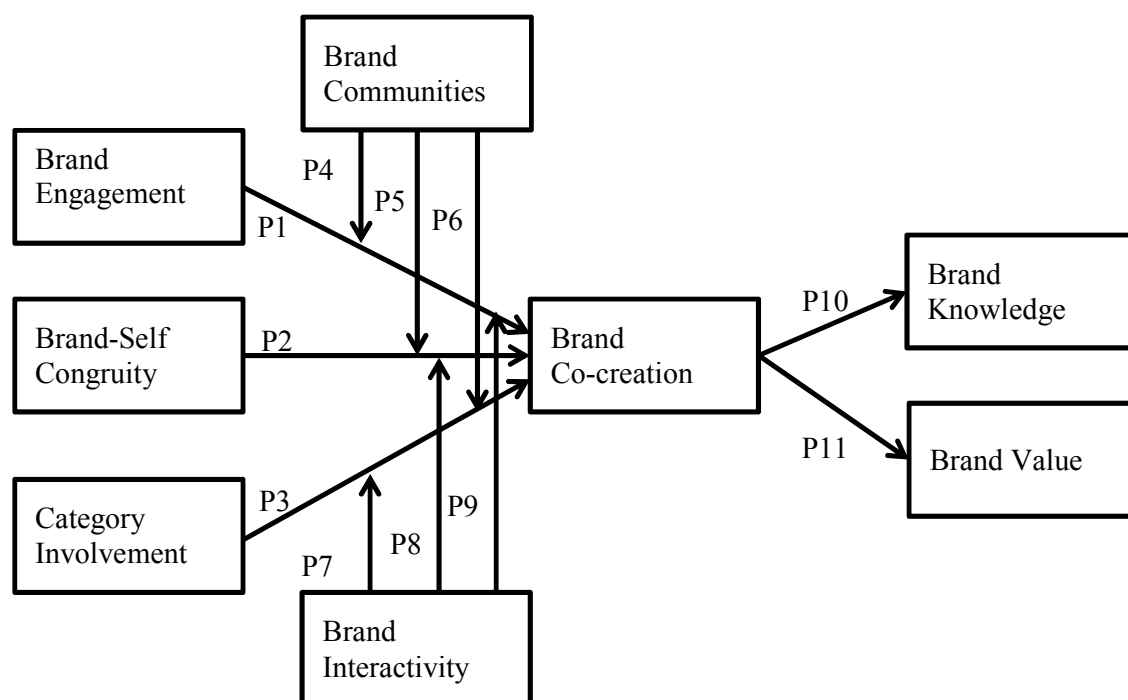 Brand
Communities
Brand
Engagement
P4
P5
P6
P1
Brand-Self
Congruity
P2
Brand
Co-creation
P10
Brand
Knowledge
P11
Brand Value
Category
Involvement
P3
P9
P8
P7
Brand
Interactivity